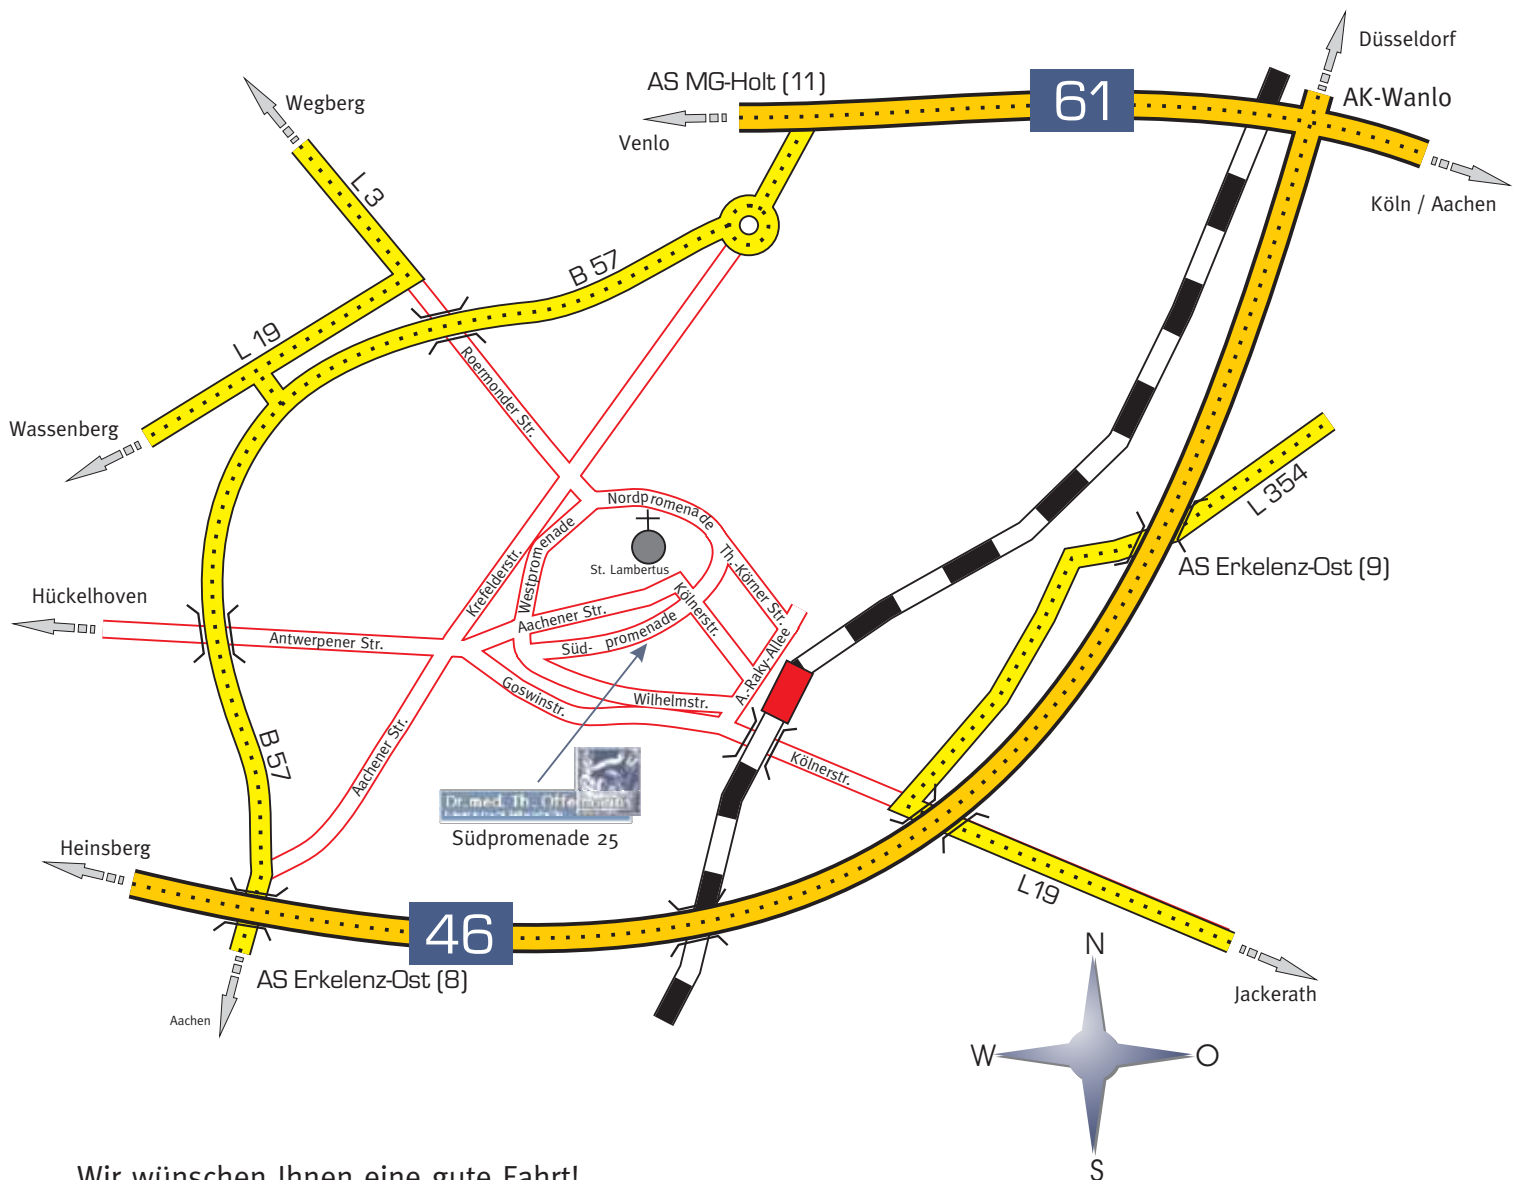 Düsseldorf
AS MG-Holt (11)
61
AK-Wanlo
Wegberg
Venlo
L 3
Köln / Aachen
B 57
L 19
Roermonder Str.
Wassenberg
L 354
Nordpromenade
Westpromenade
St. Lambertus
Th.-Körner Str.
AS Erkelenz-Ost (9)
Krefelderstr.
Hückelhoven
Kölnerstr.
Aachener Str.
Antwerpener Str.
Süd- promenade
A.-Raky-Allee
Goswinstr.
Wilhelmstr.
B 57
Aachener Str.
Kölnerstr.
Dr. med. Th. Offermanns
Südpromenade 25
Heinsberg
L19
46
AS Erkelenz-Ost (8)
Jackerath
Aachen
N
W
O
S
Wir wünschen Ihnen eine gute Fahrt!